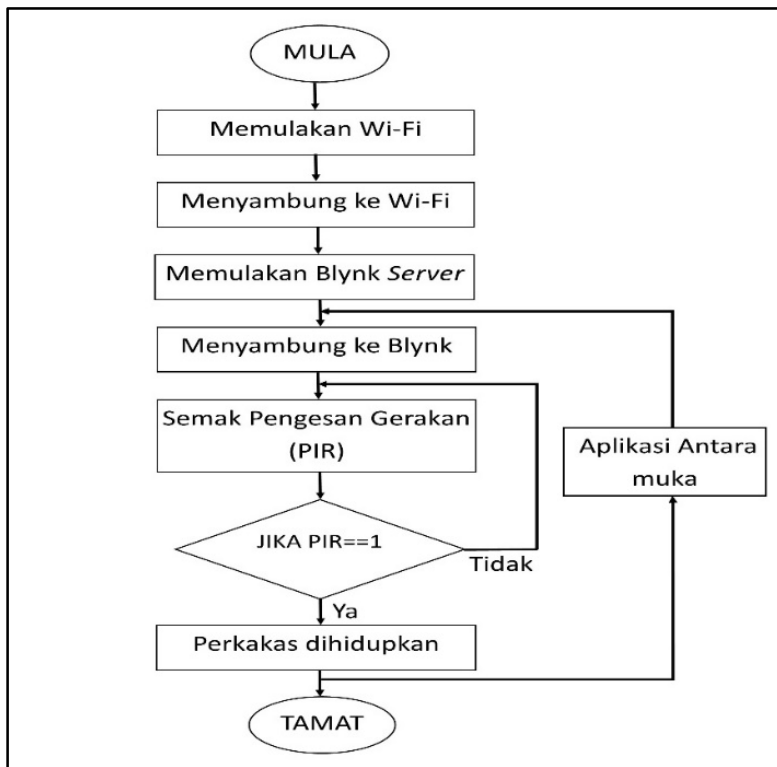 MULA
Memulakan Wi-Fi
Menyambung ke Wi-Fi
Memulakan Blynk Server
Menyambung ke Blynk
Semak Pengesan Gerakan
(PIR)
Aplikasi Antara
muka
JIKA PIR==1
Tidak
Ya
Perkakas dihidupkan
TAMAT